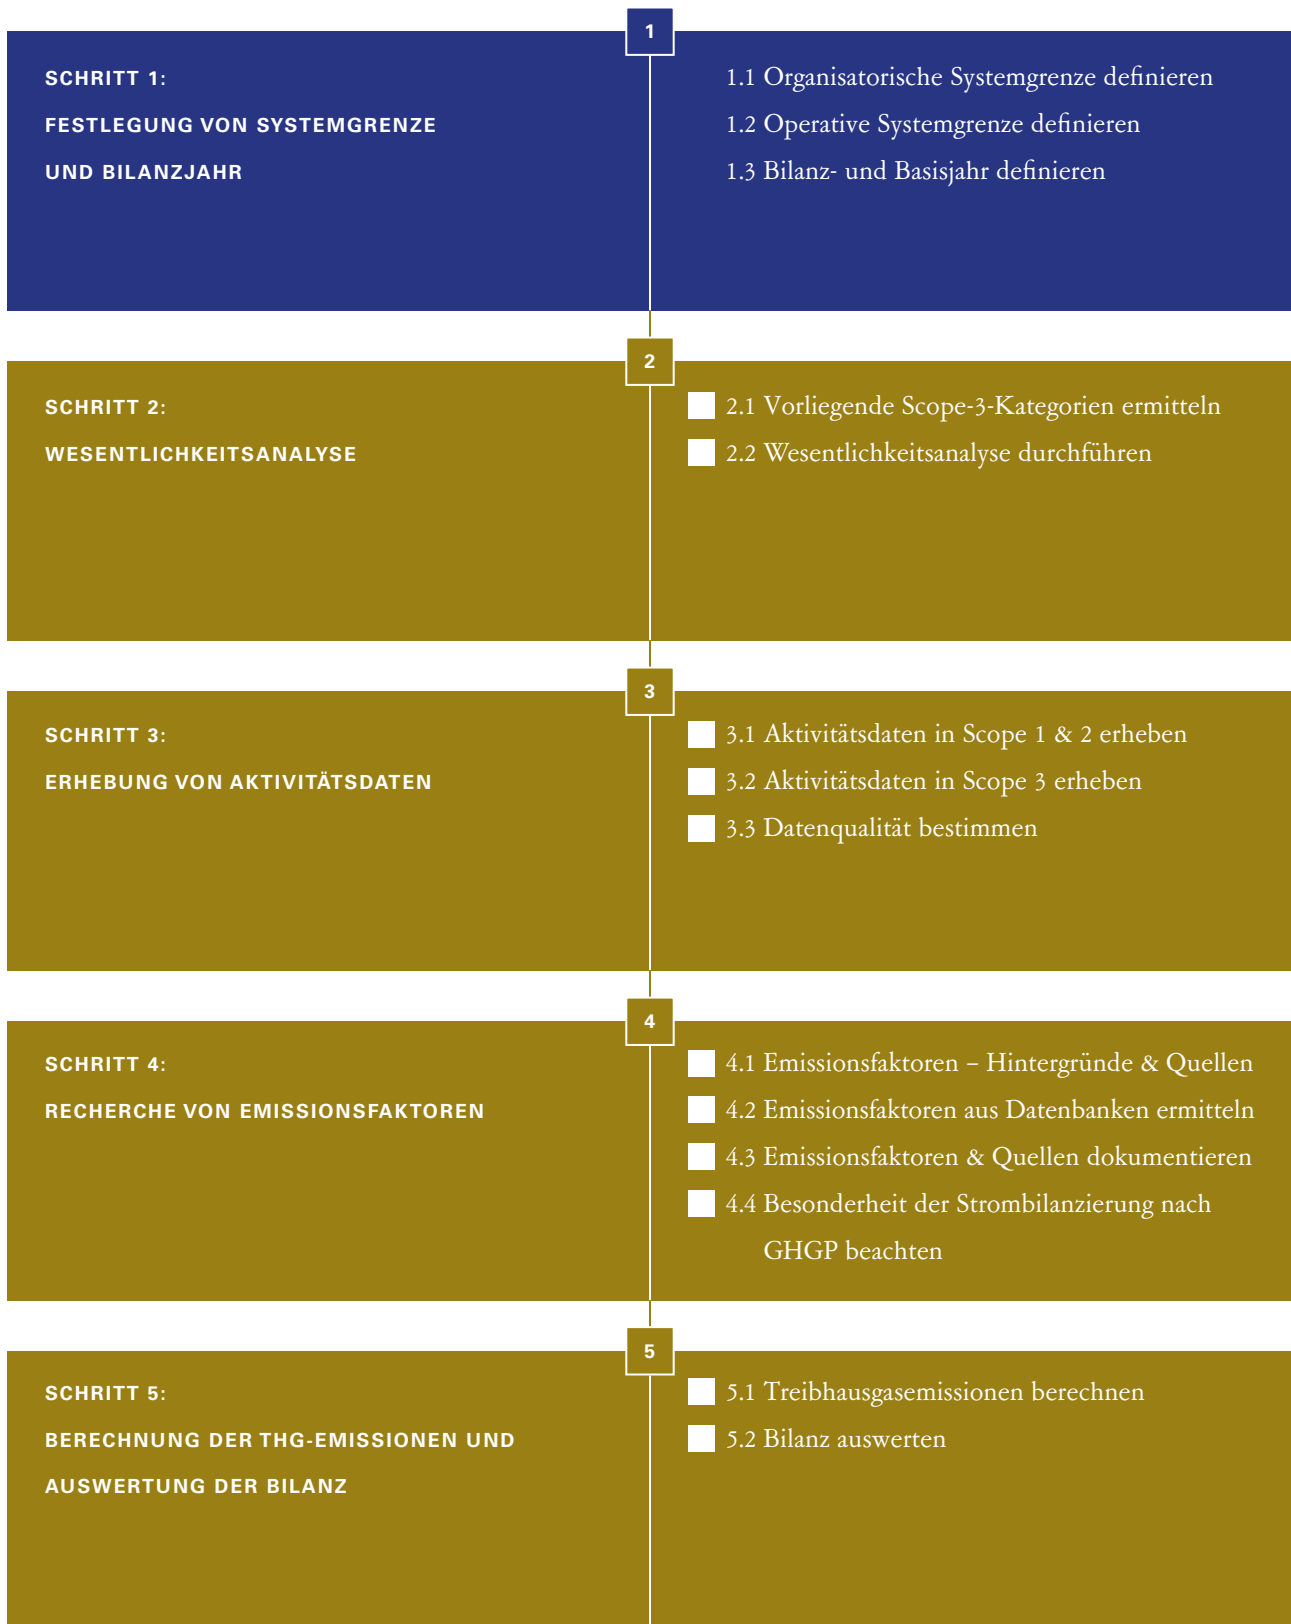 1
SCHRITT 1:
FESTLEGUNG VON SYSTEMGRENZE
UND BILANZJAHR
1.1 Organisatorische Systemgrenze definieren
1.2 Operative Systemgrenze definieren
1.3 Bilanz- und Basisjahr definieren
2
SCHRITT 2:
WESENTLICHKEITSANALYSE
2.1 Vorliegende Scope-3-Kategorien ermitteln
2.2 Wesentlichkeitsanalyse durchführen
3
SCHRITT 3:
ERHEBUNG VON AKTIVITÄTSDATEN
3.1 Aktivitätsdaten in Scope 1 & 2 erheben
3.2 Aktivitätsdaten in Scope 3 erheben
3.3 Datenqualität bestimmen
4
SCHRITT 4:
RECHERCHE VON EMISSIONSFAKTOREN
4.1 Emissionsfaktoren – Hintergründe & Quellen
4.2 Emissionsfaktoren aus Datenbanken ermitteln
4.3 Emissionsfaktoren & Quellen dokumentieren
4.4 Besonderheit der Strombilanzierung nach
GHGP beachten
5
SCHRITT 5:
BERECHNUNG DER THG-EMISSIONEN UND
AUSWERTUNG DER BILANZ
5.1 Treibhausgasemissionen berechnen
5.2 Bilanz auswerten